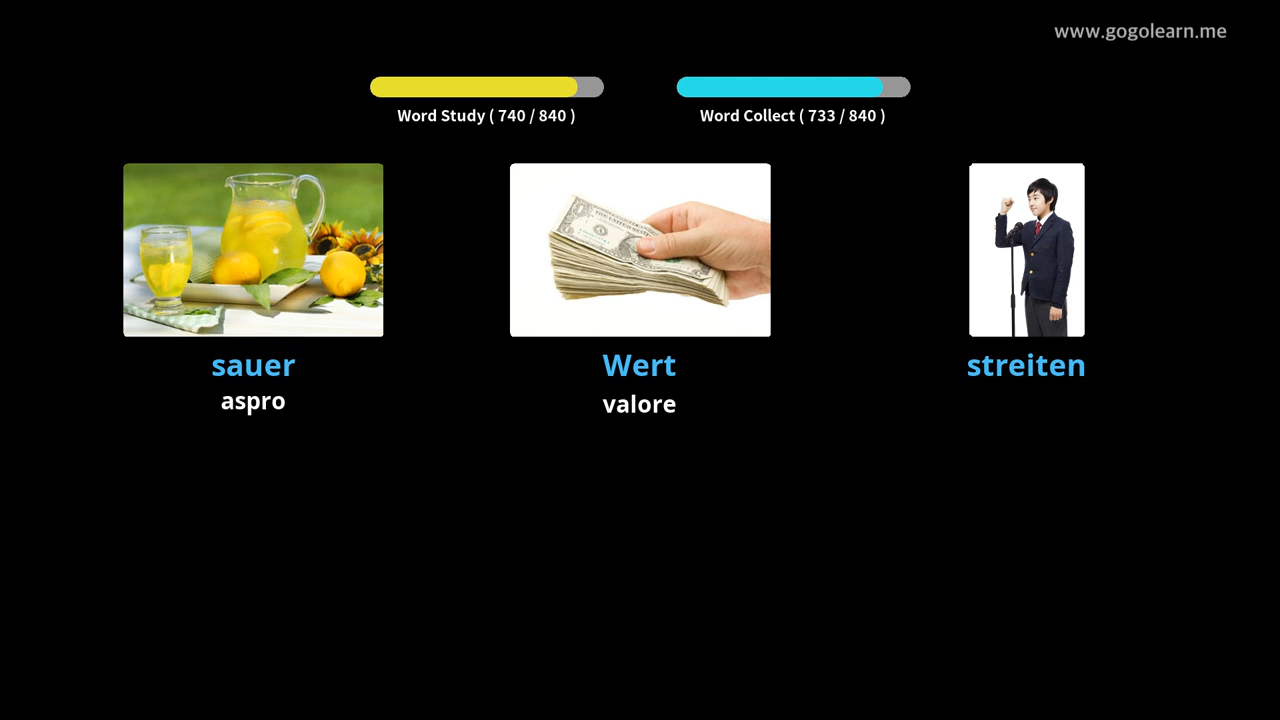 www.gogolearn.me
Word Study ( 740 / 840 )
Word Collect ( 733 / 840 )
sauer
aspro
Wert
valore
streiten